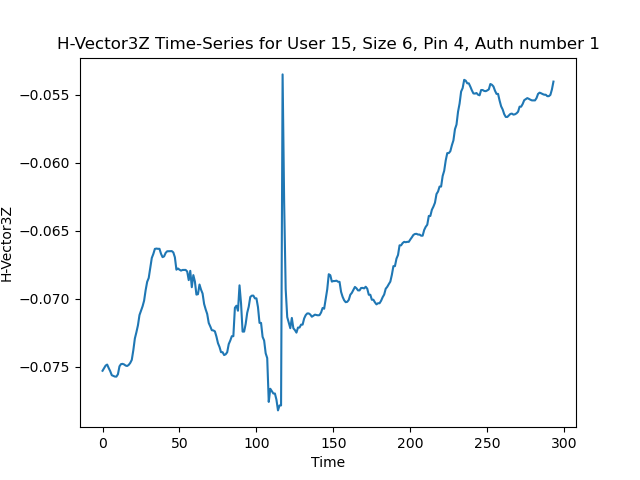 H-Vector3Z Time-Series for User 15, Size 6, Pin 4, Auth number 1
H-Vector3Z
−0.055
−0.060
−0.065
−0.070
−0.075
0 50 100 150 200 250 300
Time